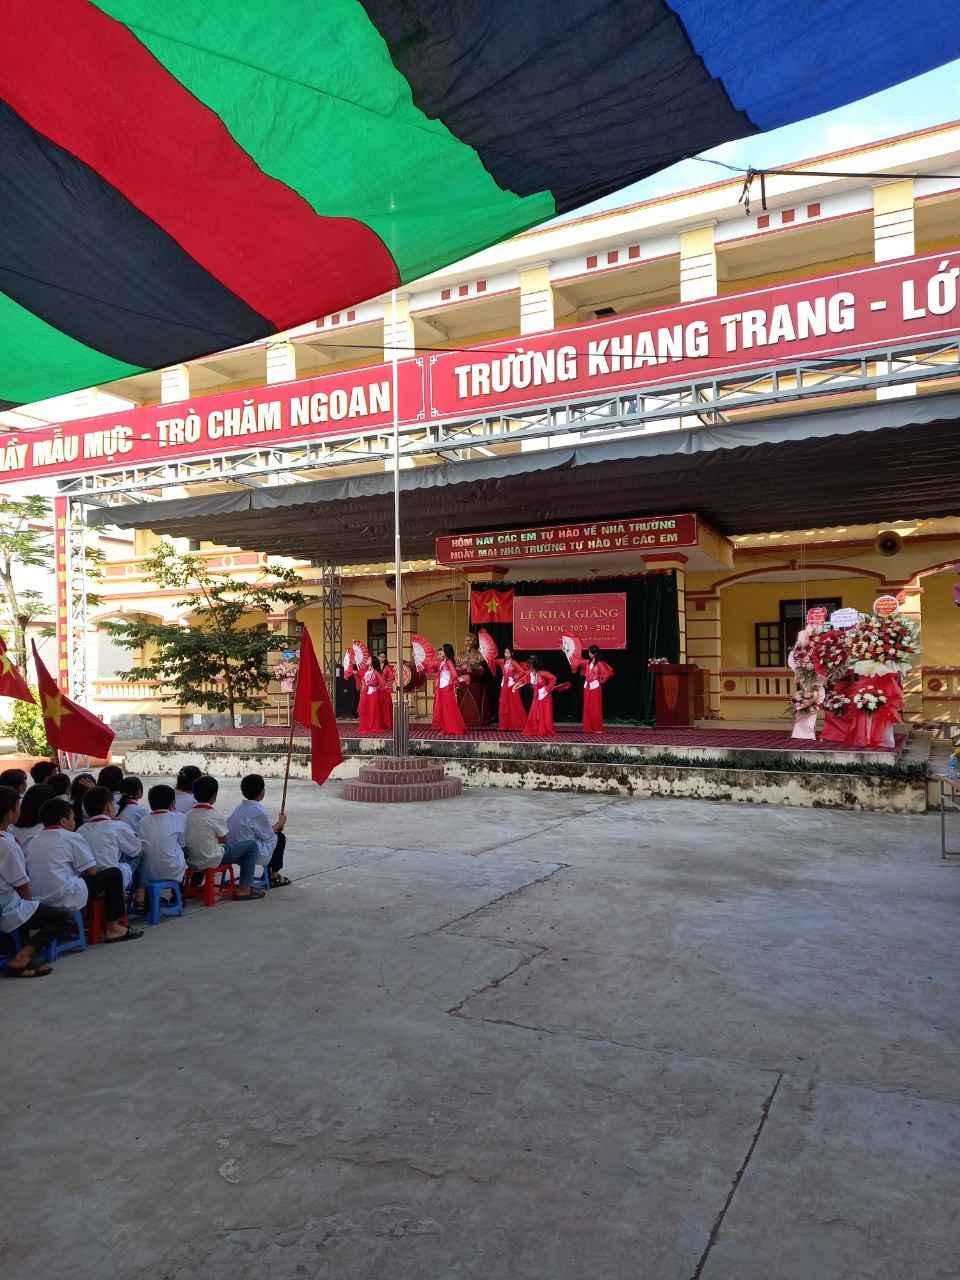 ẦY MẪU MỰC - TRÒ CHĂM NGOAN
TRƯỜNG KHANG TRANG - LỚ
HÔM NAY CÁC EM TỰ HÀO VỀ NHÀ TRƯỜNG
NGÀY MAI NHÀ TRƯỜNG TỰ HÀO VỀ CÁC EM
LỄ KHAI GIẢNG
NĂM HỌC 2023 - 2024